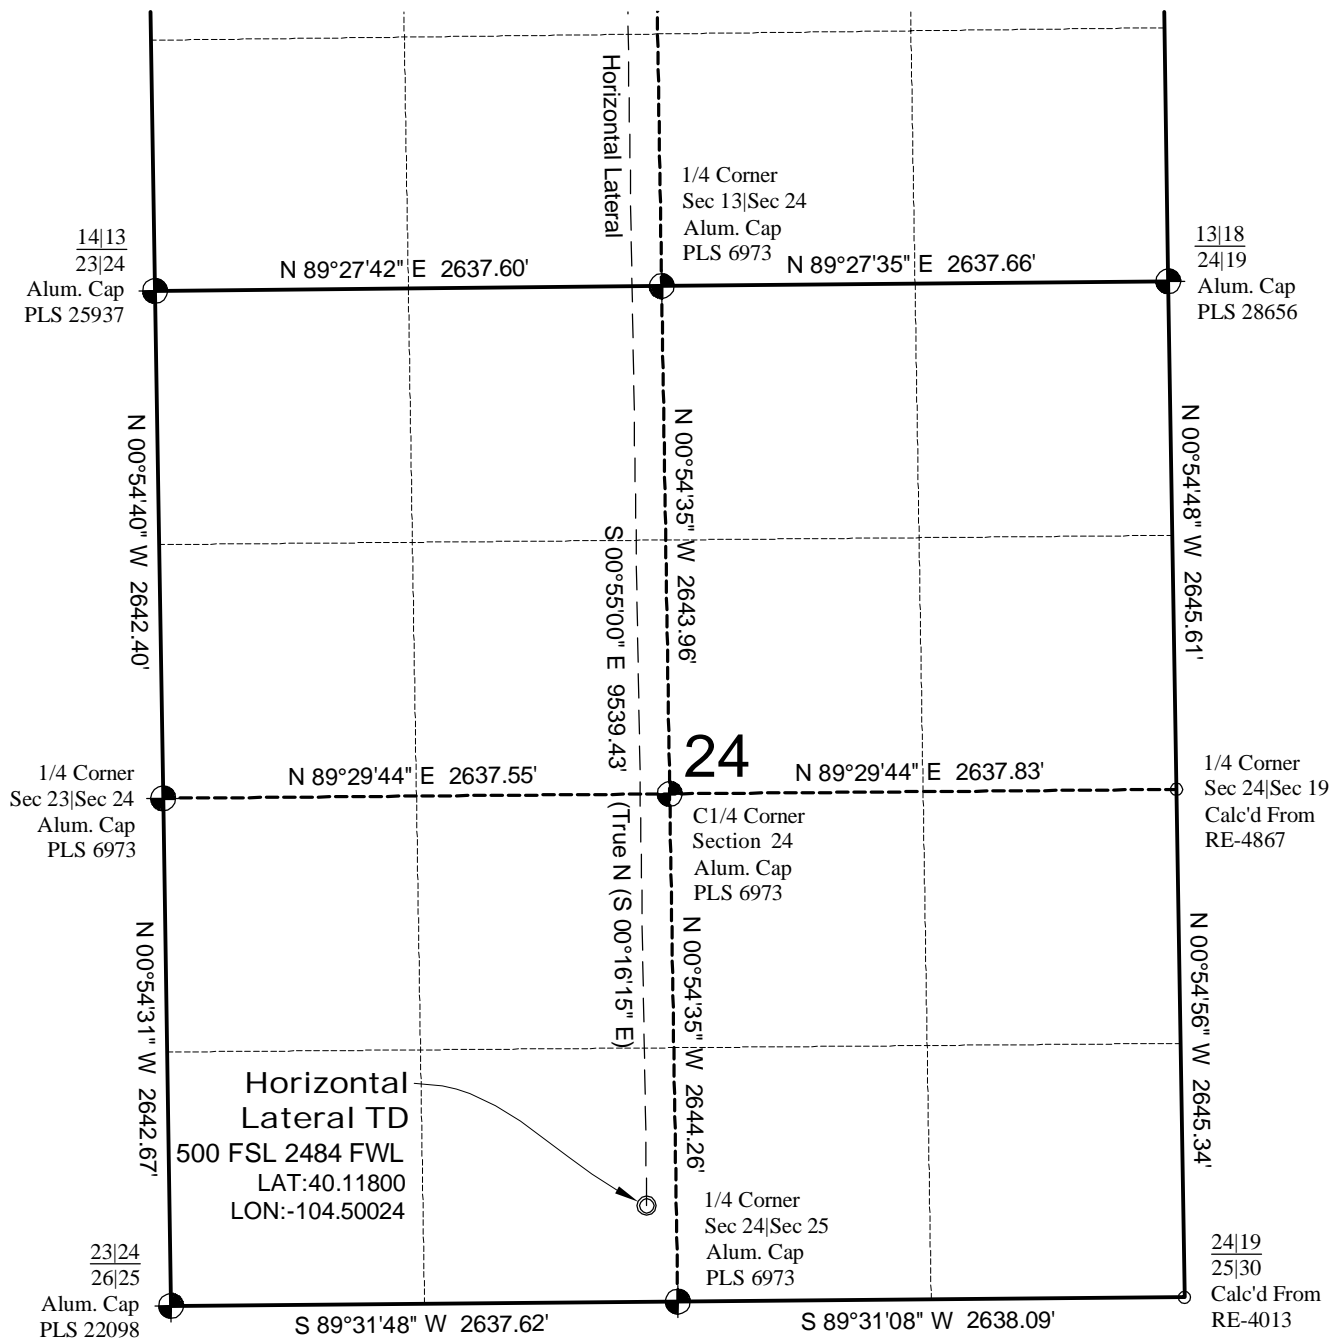 Horizontal Lateral
1/4 Corner
Sec 13|Sec 24
Alum. Cap
PLS 6973
14|13
23|24
Alum. Cap
PLS 25937
N 89°27'42" E 2637.60'
N 89°27'35" E 2637.66'
13|18
24|19
Alum. Cap
PLS 28656
N 00°54'40" W 2642.40'
S 00°55'00" E 9539.43' (True N (S 00°16'15" E)
N 00°54'35" W 2643.96'
N 00°54'48" W 2645.61'
24
1/4 Corner
Sec 23|Sec 24
Alum. Cap
PLS 6973
N 89°29'44" E 2637.55'
N 89°29'44" E 2637.83'
1/4 Corner
Sec 24|Sec 19
Calc'd From
RE-4867
C1/4 Corner
Section 24
Alum. Cap
PLS 6973
N 00°54'31" W 2642.67'
N 00°54'35" W 2644.26'
N 00°54'56" W 2645.34'
Horizontal
Lateral TD
500 FSL 2484 FWL
LAT:40.11800
LON:-104.50024
1/4 Corner
Sec 24|Sec 25
Alum. Cap
PLS 6973
23|24
26|25
Alum. Cap
PLS 22098
24|19
25|30
Calc'd From
RE-4013
S 89°31'48" W 2637.62'
S 89°31'08" W 2638.09'